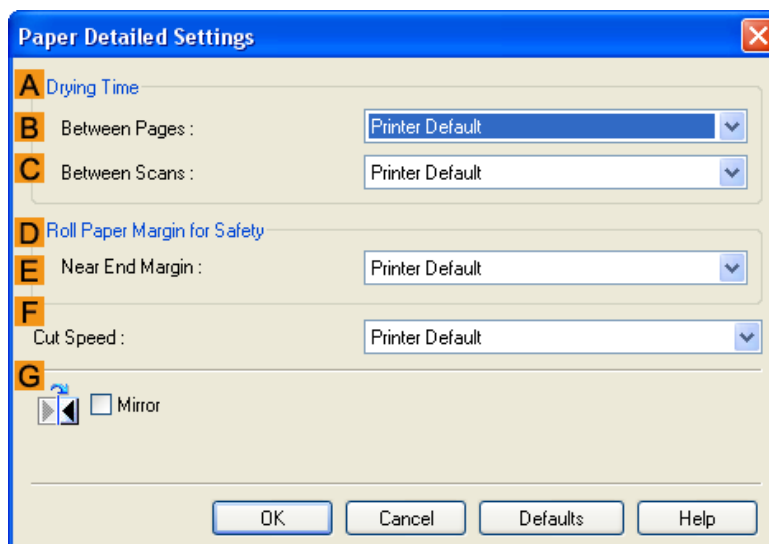 Paper Detailed Settings
A Drying Time
B Between Pages : Printer Default
C Between Scans : Printer Default
D Roll Paper Margin for Safety
E Near End Margin : Printer Default
F
Cut Speed : Printer Default
G
Mirror
OK Cancel Defaults Help